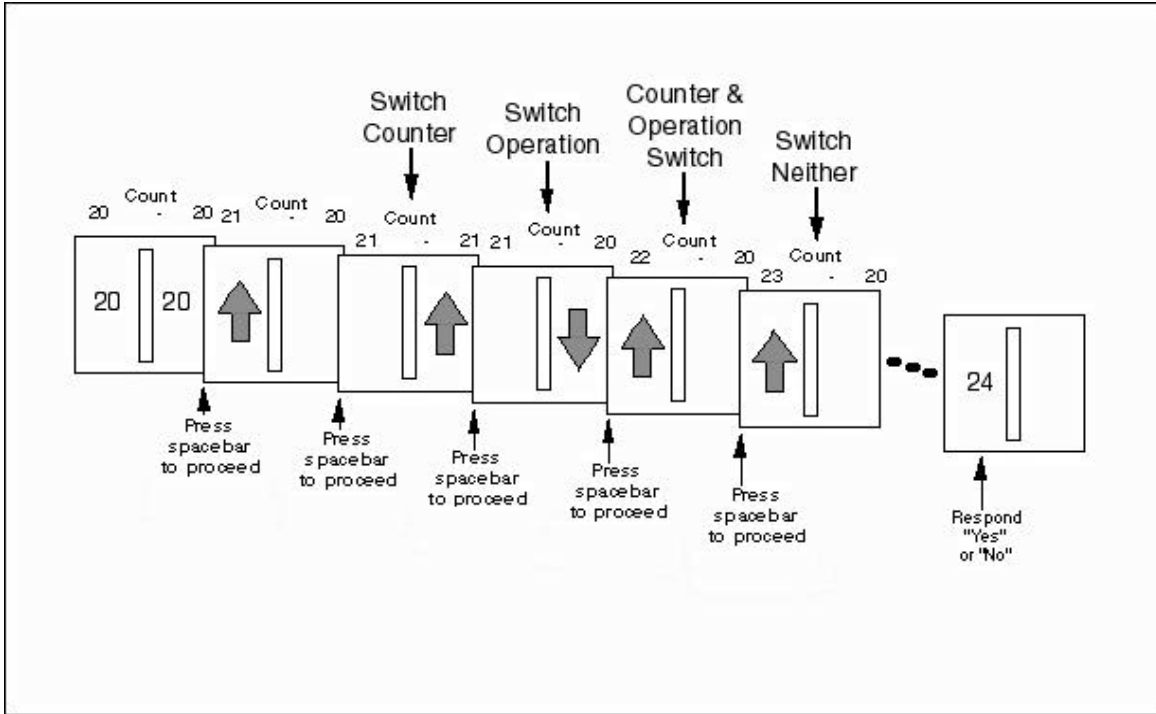 Switch
Counter
Switch
Operation
Counter &
Operation
Switch
Switch
Neither
Count
20 - 20
Count
21 - 20
Count
21 - 21
Count
21 - 20
Count
22 - 20
Count
23 - 20
20 20
24
Press
spacebar
to proceed
Press
spacebar
to proceed
Press
spacebar
to proceed
Press
spacebar
to proceed
Press
spacebar
to proceed
Respond
"Yes"
or "No"